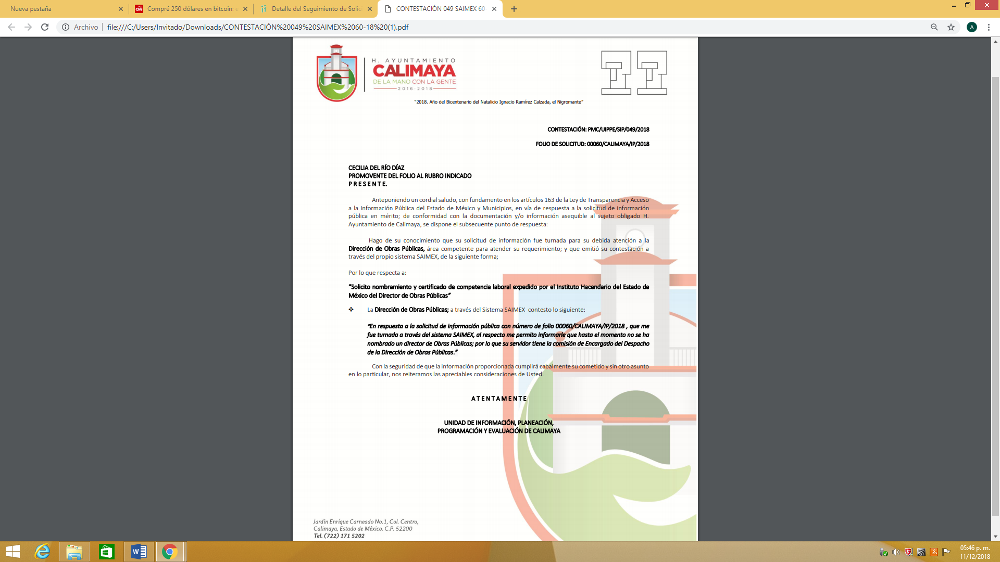 Nueva pestaña
CNN
Compré 250 dólares en bitcoin: e
Detalle del Seguimiento de Solic
CONTESTACIÓN 049 SAIMEX 60-
Archivo
file:///C:/Users/Invitado/Downloads/CONTESTACIÓN%20049%20SAIMEX%2060-18%20(1).pdf
A
H. AYUNTAMIENTO
CALIMAYA
DE LA MANO CON LA GENTE
2016-2018
"2018. Año del Bicentenario del Natalicio Ignacio Ramírez Calzada, el Nigromante"
CONTESTACIÓN: PMC/UIPPE/SIP/049/2018
FOLIO DE SOLICITUD: 00060/CALIMAYA/IP/2018
CECILIA DEL RÍO DÍAZ
PROMOVENTE DEL FOLIO AL RUBRO INDICADO
P R E S E N T E.
Anteponiendo un cordial saludo, con fundamento en los artículos 163 de la Ley de Transparencia y Acceso
a la Información Pública del Estado de México y Municipios, en vía de respuesta a la solicitud de información
pública en mérito; de conformidad con la documentación y/o información asequible al sujeto obligado H.
Ayuntamiento de Calimaya, se dispone el subsecuente punto de respuesta:
Hago de su conocimiento que su solicitud de información fue turnada para su debida atención a la
Dirección de Obras Públicas, área competente para atender su requerimiento; y que emitió su contestación a
través del propio sistema SAIMEX, de la siguiente forma;
Por lo que respecta a:
"Solicito nombramiento y certificado de competencia laboral expedido por el Instituto Hacendario del Estado de
México del Director de Obras Públicas"
❖ La Dirección de Obras Públicas; a través del Sistema SAIMEX contesto lo siguiente:
"En respuesta a la solicitud de información pública con número de folio 00060/CALIMAYA/IP/2018 , que me
fue turnada a través del sistema SAIMEX, al respecto me permito informarle que hasta el momento no se ha
nombrado un director de Obras Públicas; por lo que su servidor tiene la comisión de Encargado del Despacho
de la Dirección de Obras Públicas."
Con la seguridad de que la información proporcionada cumplirá cabalmente su cometido y sin otro asunto
en lo particular, nos reiteramos las apreciables consideraciones de Usted.
A T E N T A M E N T E
UNIDAD DE INFORMACIÓN, PLANEACIÓN,
PROGRAMACIÓN Y EVALUACIÓN DE CALIMAYA
Jardín Enrique Carneado No.1, Col. Centro,
Calimaya, Estado de México. C.P. 52200
Tel. (722) 171 5202
05:46 p. m.
11/12/2018